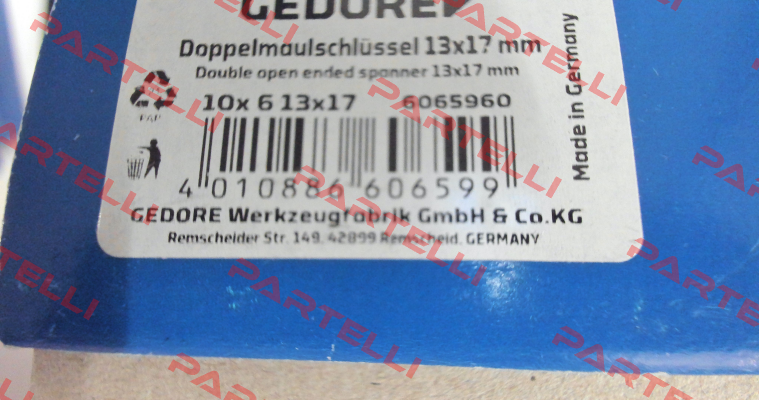 GEDORE
Doppelmaulschlüssel 13x17 mm
Double open ended spanner 13x17 mm
10x 6 13x17 6065960
PAP
4 010886 606599
GEDORE Werkzeugfabrik GmbH & Co.KG
Remscheider Str. 149, 42899 Remscheid. GERMANY
Made in Germany
PARTELLI
PARTELLI
PARTELLI
PARTELLI
PARTELLI
PARTELLI
PARTELLI
PARTELLI